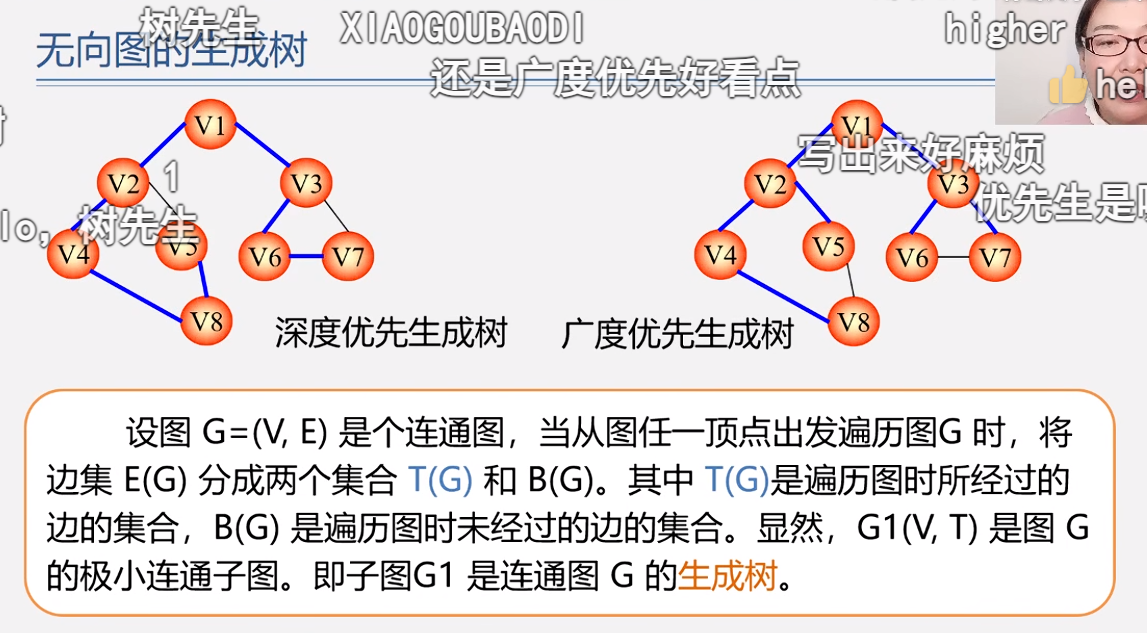 树先生
XIAOGOUBAODI
higher
无向图的生成树
还是广度优先好看点
hel
V1
V1
写出来好麻烦
V2
1
V3
V2
V3
优先生是
lo，树先生
V4
V5
V6
V7
V4
V5
V6
V7
V8
深度优先生成树
广度优先生成树
V8
设图 G=(V, E) 是个连通图，当从图任一顶点出发遍历图G 时，将
边集 E(G) 分成两个集合 T(G) 和 B(G)。其中 T(G)是遍历图时所经过的
边的集合，B(G) 是遍历图时未经过的边的集合。显然，G1(V, T) 是图 G
的极小连通子图。即子图G1 是连通图 G 的生成树。